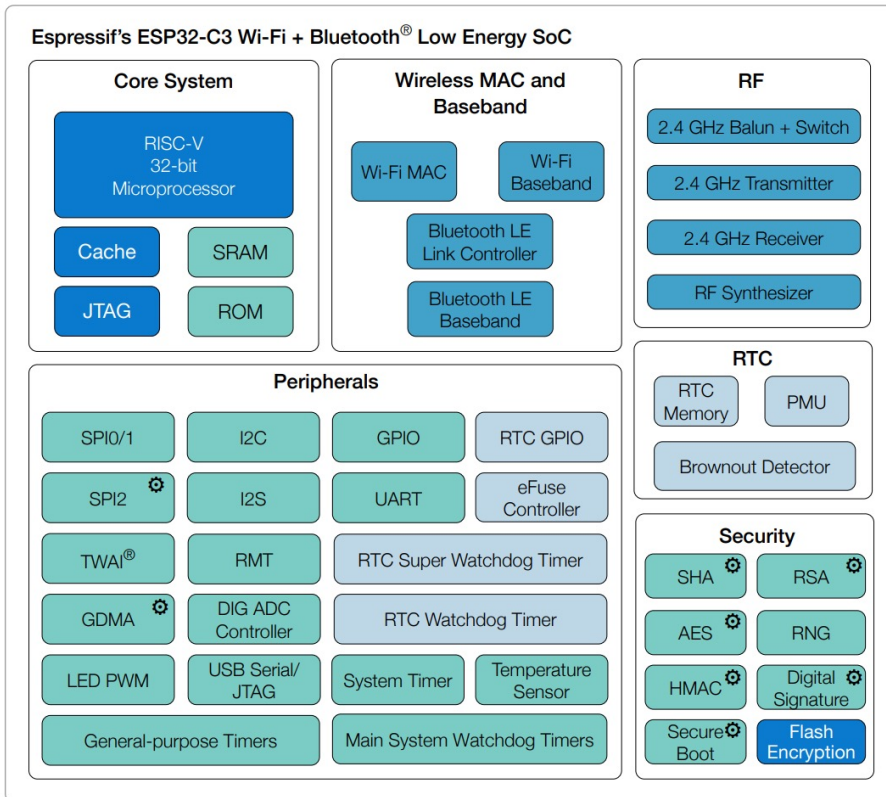 Espressif's ESP32-C3 Wi-Fi + Bluetooth® Low Energy SoC
Core System
RISC-V
32-bit
Microprocessor
Cache
SRAM
JTAG
ROM
Wireless MAC and
Baseband
Wi-Fi MAC
Wi-Fi
Baseband
Bluetooth LE
Link Controller
Bluetooth LE
Baseband
RF
2.4 GHz Balun + Switch
2.4 GHz Transmitter
2.4 GHz Receiver
RF Synthesizer
Peripherals
SPI0/1
I2C
GPIO
RTC GPIO
SPI2
I2S
UART
eFuse
Controller
TWAI®
RMT
RTC Super Watchdog Timer
GDMA
DIG ADC
Controller
RTC Watchdog Timer
LED PWM
USB Serial/
JTAG
System Timer
Temperature
Sensor
General-purpose Timers
Main System Watchdog Timers
RTC
RTC
Memory
PMU
Brownout Detector
Security
SHA
RSA
AES
RNG
HMAC
Digital
Signature
Secure
Boot
Flash
Encryption